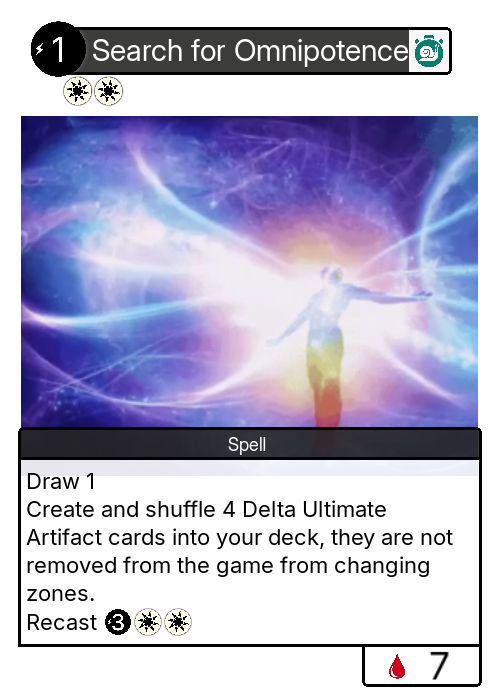 1 Search for Omnipotence
Spell
Draw 1
Create and shuffle 4 Delta Ultimate
Artifact cards into your deck, they are not
removed from the game from changing
zones.
Recast 3
7